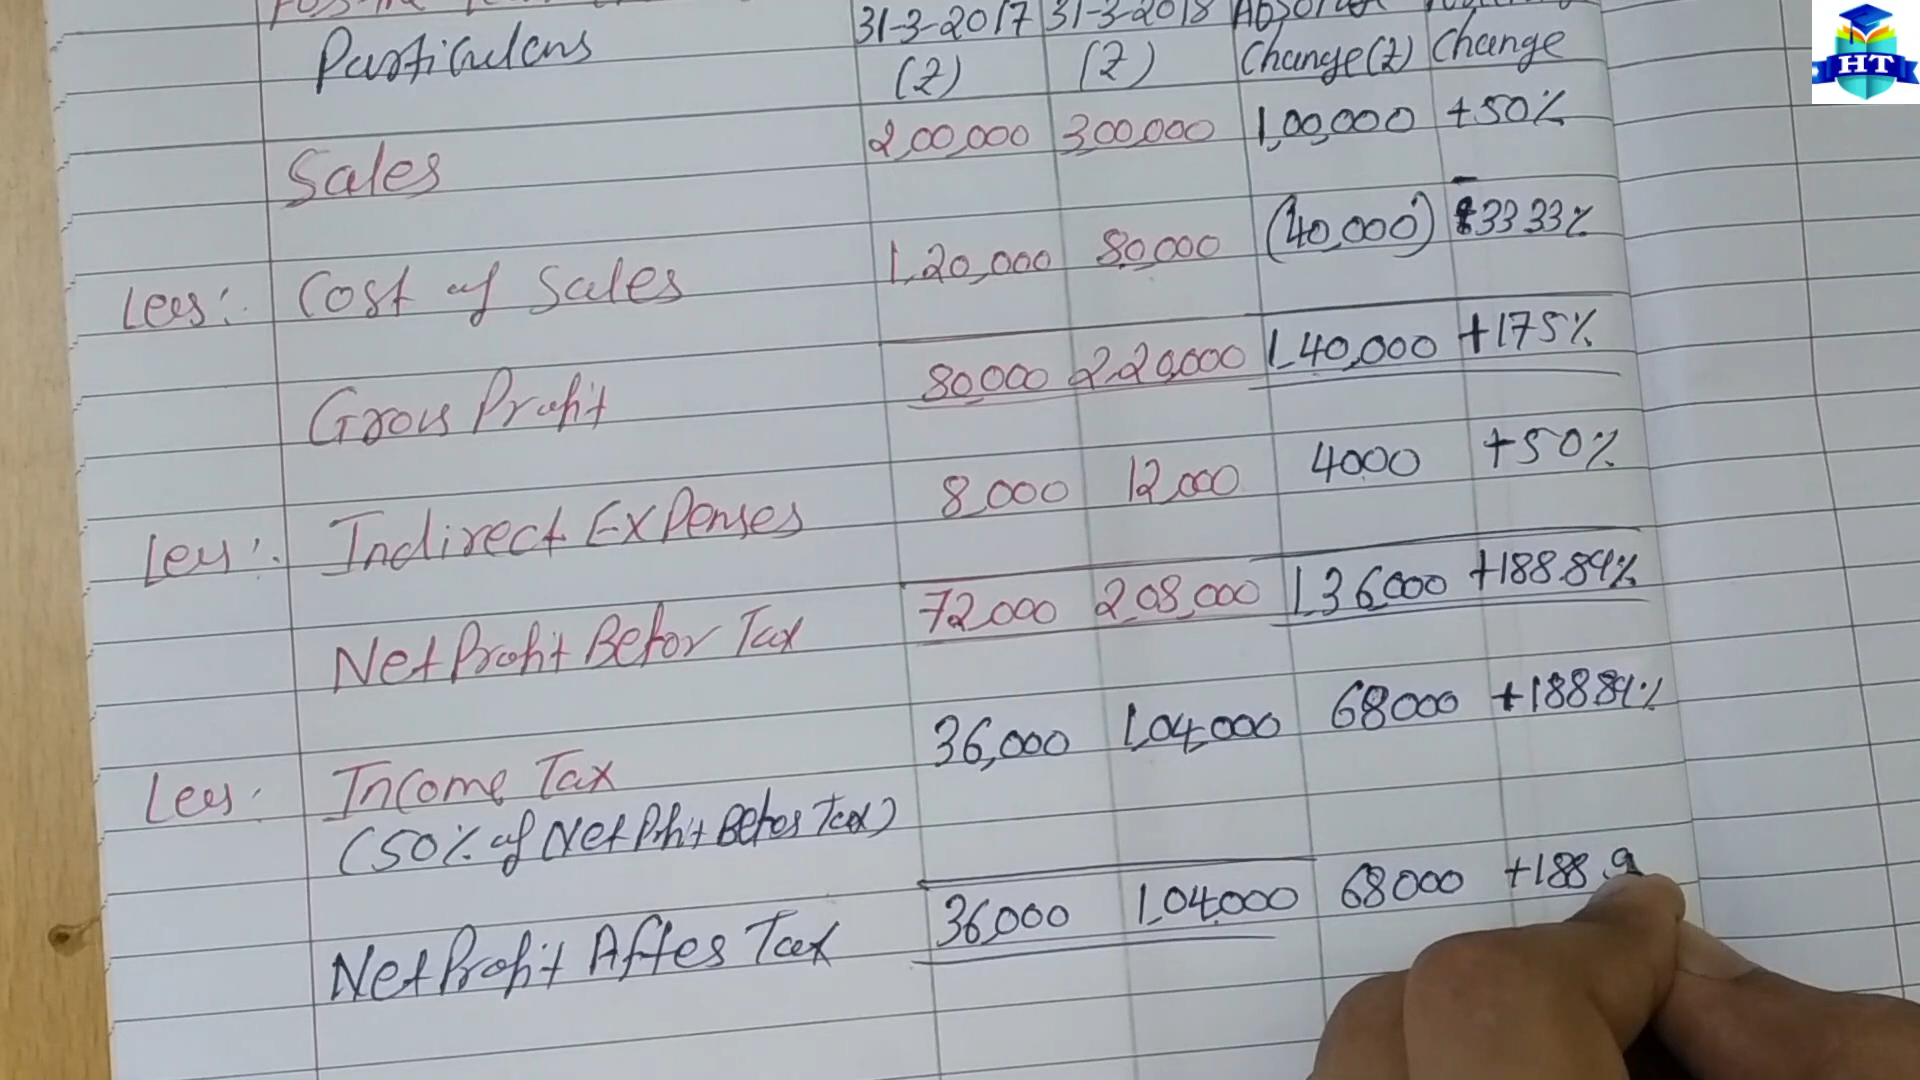 31-3-2017 31-3-2018
Particulars (₹) (₹) Change(₹) Change
Sales 2,00,000 3,00,000 1,00,000 +50%
Less: Cost of Sales 1,20,000 80,000 (40,000) -33.33%
Gross Profit 80,000 2,20,000 1,40,000 +175%
Less: Indirect Expenses 8,000 12,000 4000 +50%
Net Profit Befor Tax 72,000 2,08,000 1,36,000 +188.89%
Less: Income Tax 36,000 1,04,000 68000 +188.89%
(50% of Net Profit Before Tax)
Net Profit After Tax 36,000 1,04,000 68000 +188.9
HT